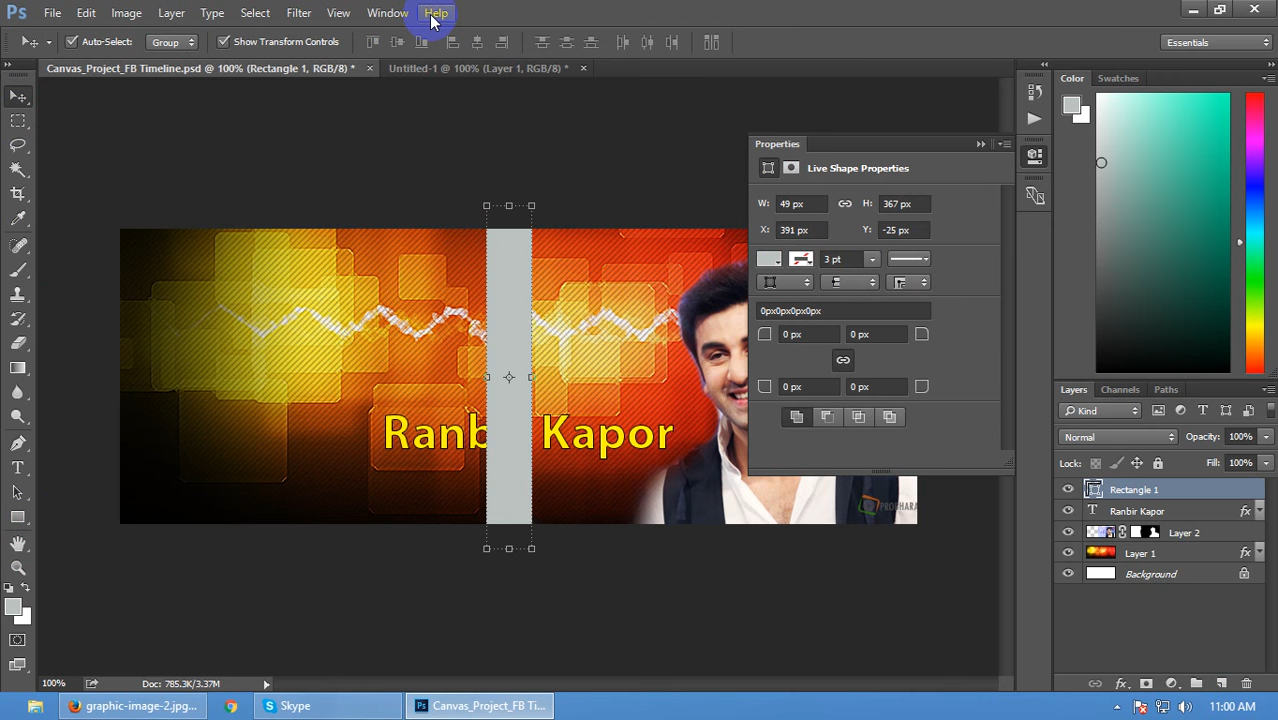 Ps File Edit Image Layer Type Select Filter View Window Help
Auto-Select: Group Show Transform Controls Essentials
Canvas_Project_FB Timeline.psd @ 100% (Rectangle 1, RGB/8) * × Untitled-1 @ 100% (Layer 1, RGB/8) * ×
Color Swatches
Properties
Live Shape Properties
W: 49 px H: 367 px
X: 391 px Y: -25 px
3 pt
0px0px0px0px
0 px 0 px
0 px 0 px
Ranb Kapor
Layers Channels Paths
Kind
Normal Opacity: 100%
Lock: Fill: 100%
Rectangle 1
T Ranbir Kapor fx
Layer 2
Layer 1 fx
Background
100% Doc: 785.3K/3.37M
graphic-image-2.jpg... Skype Ps Canvas_Project_FB Ti... 11:00 AM